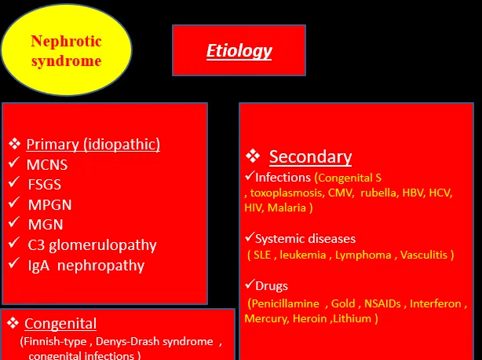 Nephrotic
syndrome
Etiology
❖ Primary (idiopathic)
✓ MCNS
✓ FSGS
✓ MPGN
✓ MGN
✓ C3 glomerulopathy
✓ IgA nephropathy
❖ Congenital
(Finnish-type , Denys-Drash syndrome ,
congenital infections )
❖ Secondary
✓Infections (Congenital S
, toxoplasmosis, CMV, rubella, HBV, HCV,
HIV, Malaria )
✓Systemic diseases
( SLE , leukemia , Lymphoma , Vasculitis )
✓Drugs
(Penicillamine , Gold , NSAIDs , Interferon ,
Mercury, Heroin ,Lithium )